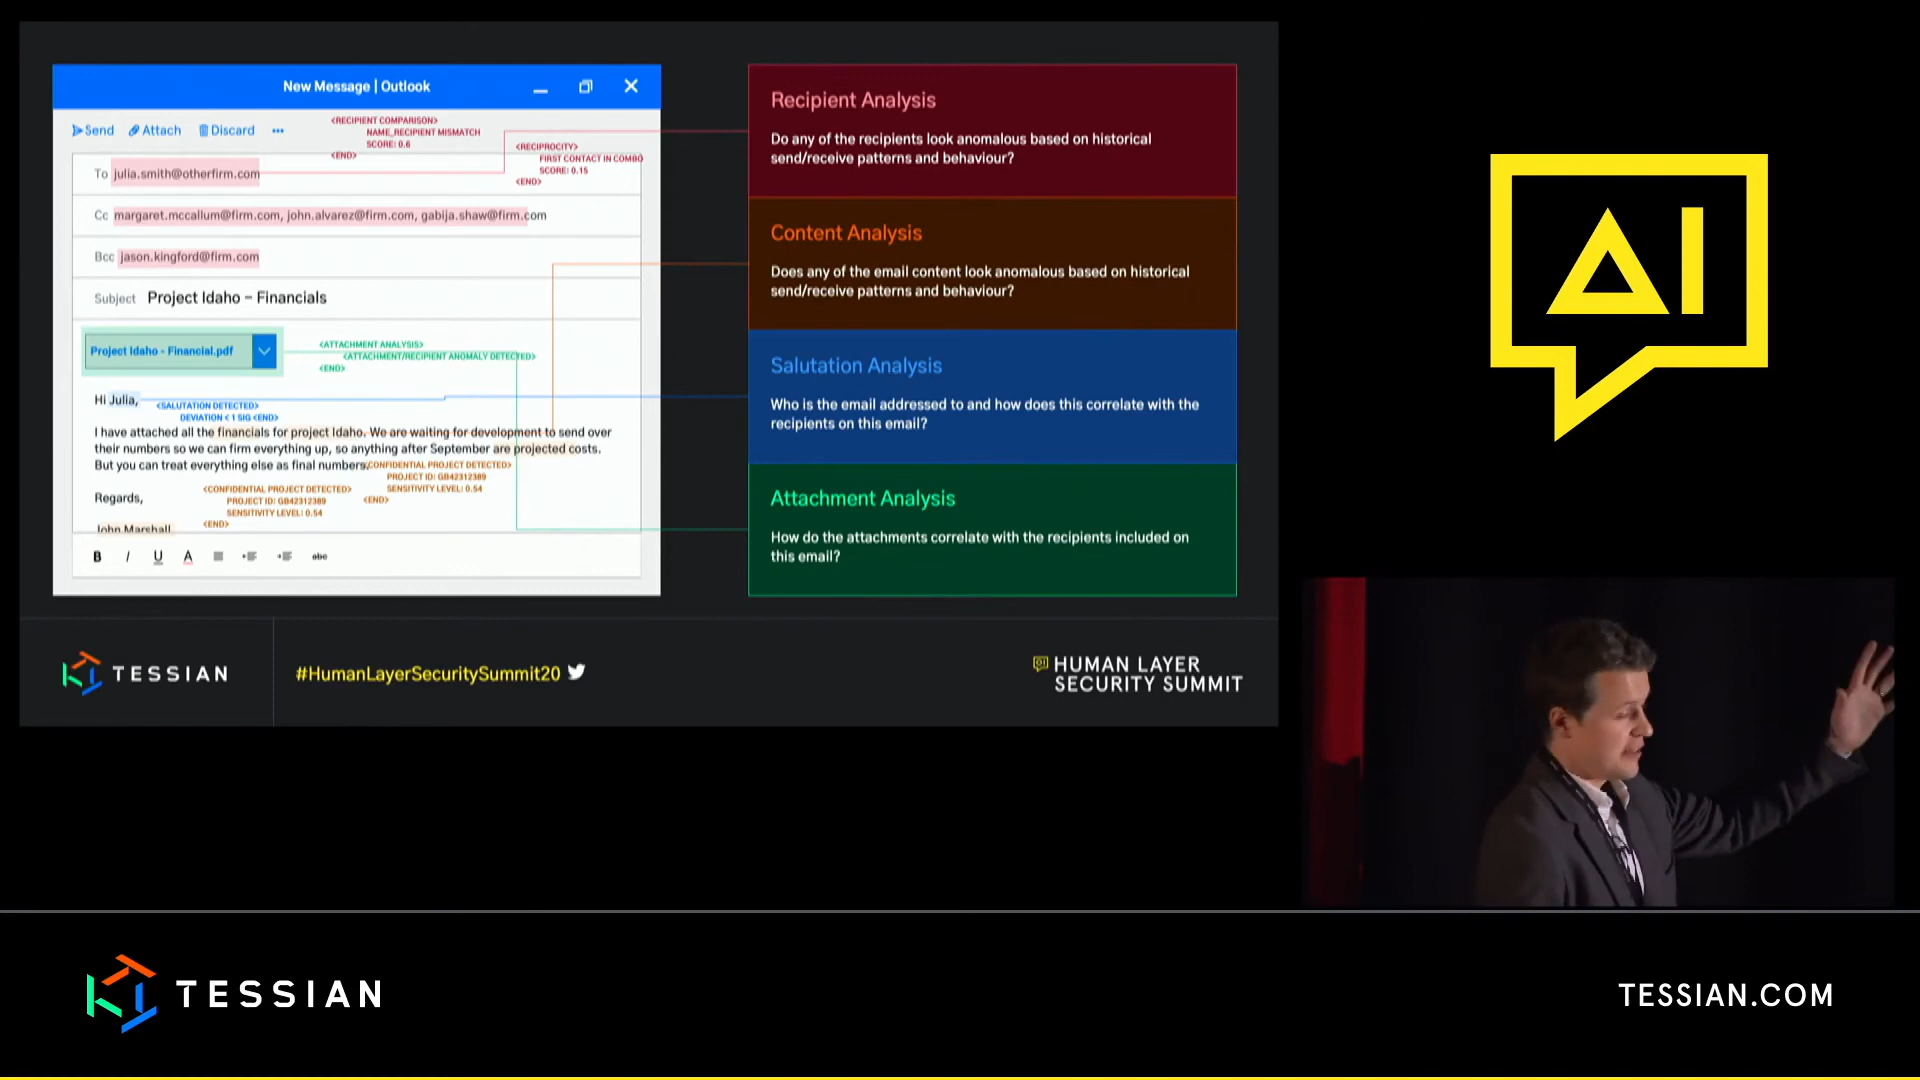 New Message | Outlook
Send Attach Discard
<RECIPIENT COMPARISON>
NAME_RECIPIENT MISMATCH
SCORE: 0.6
<END>
<RECIPROCITY>
FIRST CONTACT IN COMBO
SCORE: 0.15
<END>
To julia.smith@otherfirm.com
Cc margaret.mccallum@firm.com, john.alvarez@firm.com, gabija.shaw@firm.com
Bcc jason.kingford@firm.com
Subject Project Idaho – Financials
Project Idaho - Financial.pdf
<ATTACHMENT ANALYSIS>
<ATTACHMENT/RECIPIENT ANOMALY DETECTED>
<END>
Hi Julia,
<SALUTATION DETECTED>
DEVIATION < 1 SIG <END>
I have attached all the financials for project Idaho. We are waiting for development to send over
their numbers so we can firm everything up, so anything after September are projected costs.
But you can treat everything else as final numbers.
<CONFIDENTIAL PROJECT DETECTED>
PROJECT ID: GB42312389
SENSITIVITY LEVEL: 0.54
<END>
Regards,
<CONFIDENTIAL PROJECT DETECTED>
PROJECT ID: GB42312389
SENSITIVITY LEVEL: 0.54
<END>
John Marshall
B I U A abc
Recipient Analysis
Do any of the recipients look anomalous based on historical
send/receive patterns and behaviour?
Content Analysis
Does any of the email content look anomalous based on historical
send/receive patterns and behaviour?
Salutation Analysis
Who is the email addressed to and how does this correlate with the
recipients on this email?
Attachment Analysis
How do the attachments correlate with the recipients included on
this email?
TESSIAN
#HumanLayerSecuritySummit20
HUMAN LAYER
SECURITY SUMMIT
AI
TESSIAN
TESSIAN.COM